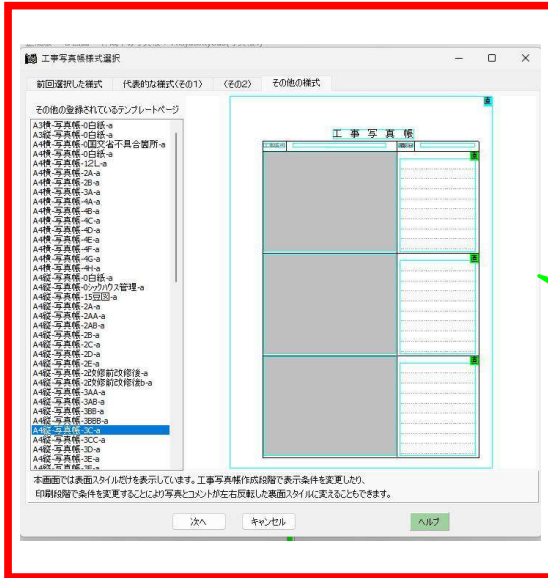 工事写真帳様式選択
前回選択した様式 代表的な様式(その1) (その2) その他の様式
その他の登録されているテンプレートページ
A3横-写真帳-0白紙-a
A4横-写真帳-0白紙-a
A4横-写真帳-0国交省不具合箇所-a
A4横-写真帳-0白紙-a
A4横-写真帳-12L-a
A4横-写真帳-2A-a
A4横-写真帳-2B-a
A4横-写真帳-3A-a
A4横-写真帳-4A-a
A4横-写真帳-4B-a
A4横-写真帳-4C-a
A4横-写真帳-4D-a
A4横-写真帳-4E-a
A4横-写真帳-4F-a
A4横-写真帳-4G-a
A4横-写真帳-4H-a
A4縦-写真帳-0白紙-a
A4縦-写真帳-0シックハウス管理-a
A4縦-写真帳-15豆図-a
A4縦-写真帳-2A-a
A4縦-写真帳-2AA-a
A4縦-写真帳-2AB-a
A4縦-写真帳-2B-a
A4縦-写真帳-2C-a
A4縦-写真帳-2D-a
A4縦-写真帳-2E-a
A4縦-写真帳-2改修前改修後-a
A4縦-写真帳-2改修前改修後b-a
A4縦-写真帳-3AA-a
A4縦-写真帳-3AB-a
A4縦-写真帳-3BB-a
A4縦-写真帳-3BBB-a
A4縦-写真帳-3C-a
A4縦-写真帳-3CC-a
A4縦-写真帳-3D-a
A4縦-写真帳-3E-a
工事写真帳
本画面では表面スタイルだけを表示しています。工事写真帳作成段階で表示条件を変更したり、
印刷段階で条件を変更することにより写真とコメントが左右反転した裏面スタイルに変えることもできます。
次へ キャンセル ヘルプ